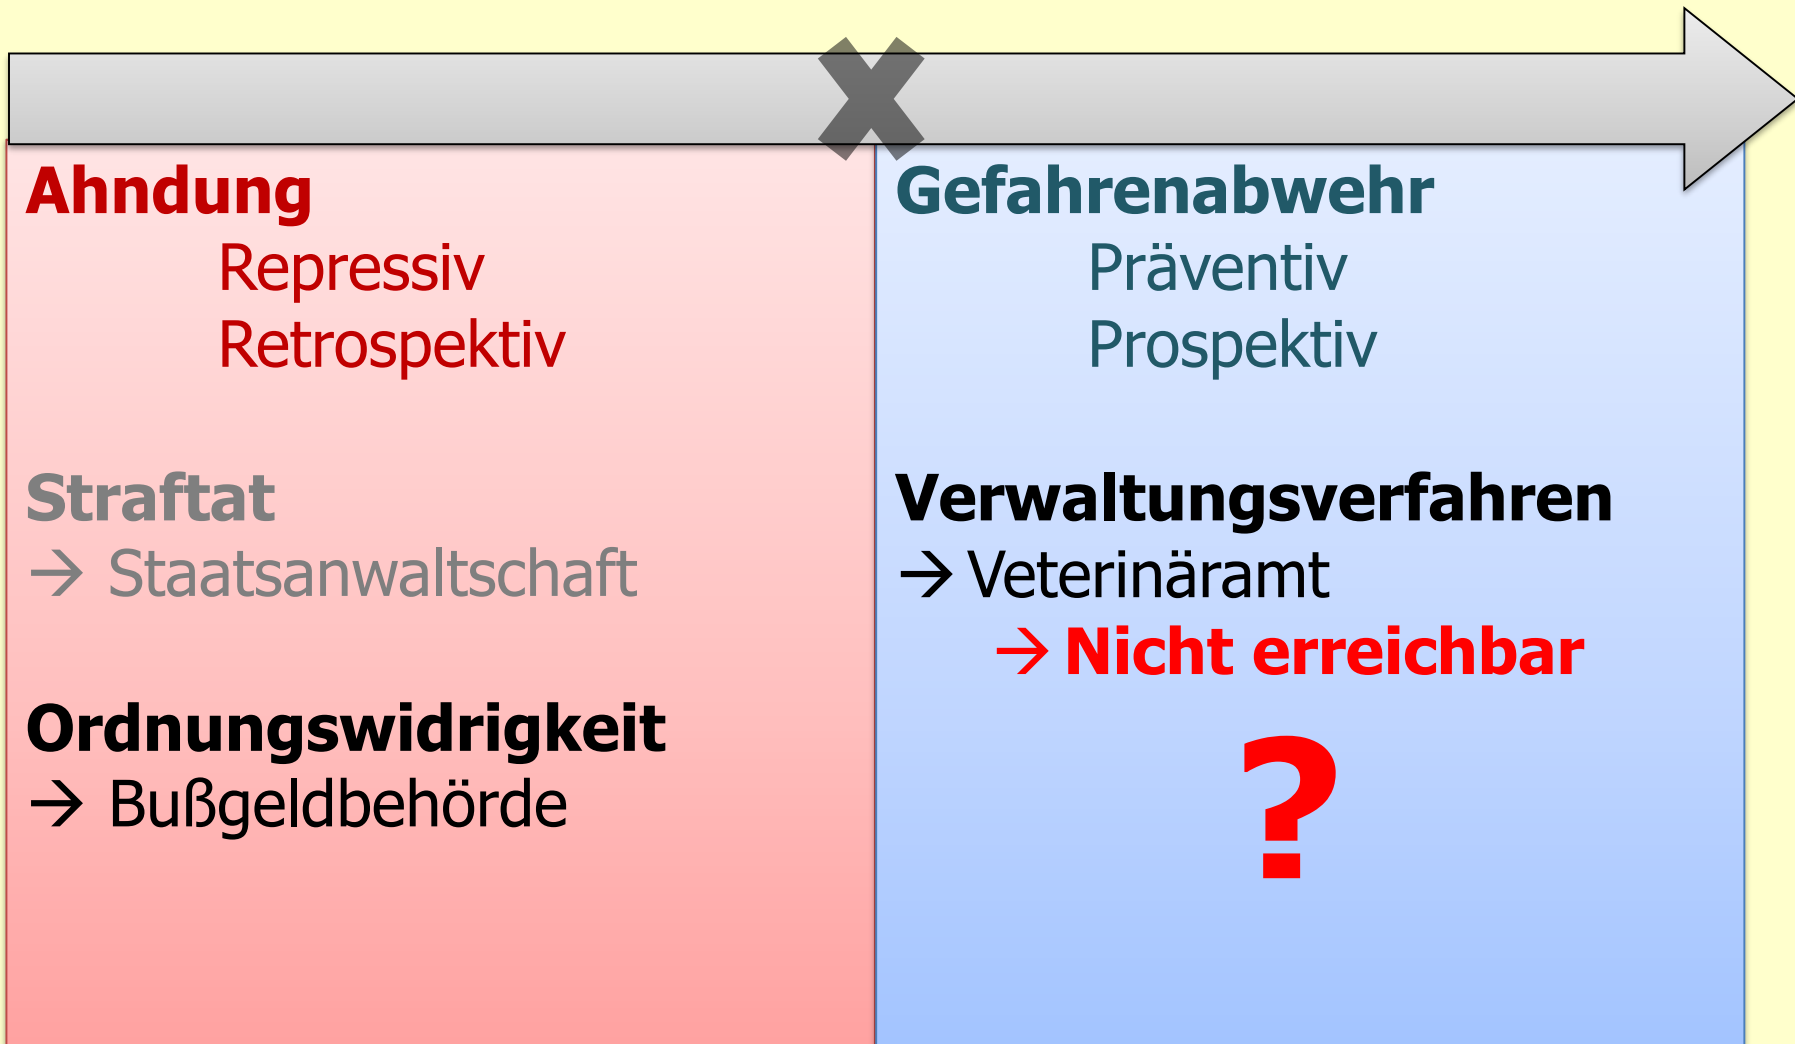 Ahndung
Repressiv
Retrospektiv
Straftat
→ Staatsanwaltschaft
Ordnungswidrigkeit
→ Bußgeldbehörde
Gefahrenabwehr
Präventiv
Prospektiv
Verwaltungsverfahren
→ Veterinäramt
→ Nicht erreichbar
?